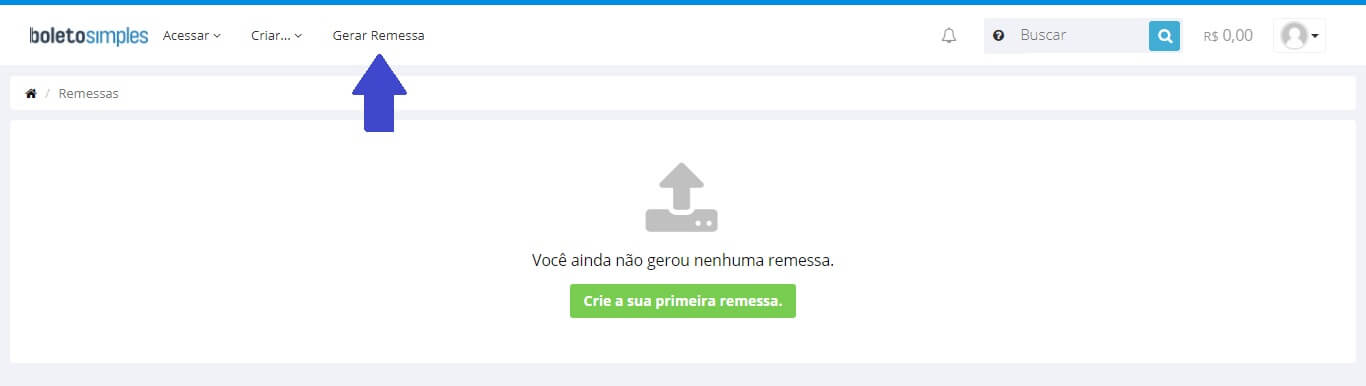 boletosimples Acessar Criar... Gerar Remessa Buscar R$ 0,00
/ Remessas
Você ainda não gerou nenhuma remessa.
Crie a sua primeira remessa.